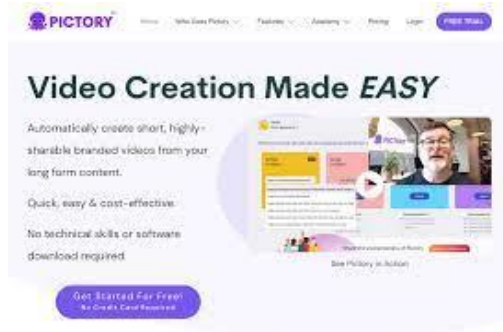 PICTORY
Home Who Uses Pictory Features Academy Pricing Login FREE TRIAL
Video Creation Made EASY
Automatically create short, highly-
sharable branded videos from your
long form content.
Quick, easy & cost-effective.
No technical skills or software
download required.
See Pictory in Action
Get Started For Free!
No Credit Card Required